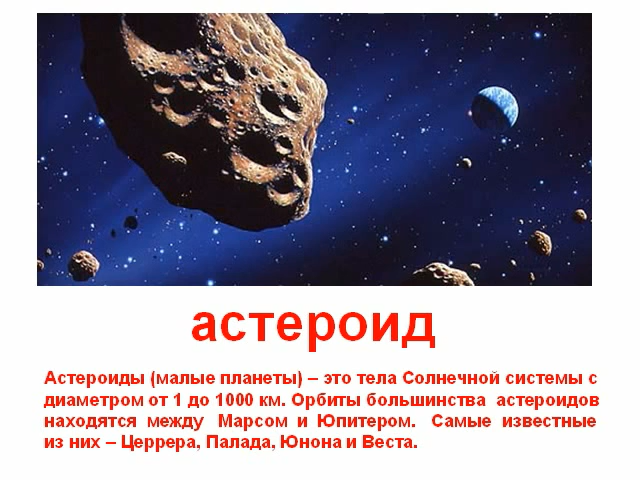 астероид
Астероиды (малые планеты) – это тела Солнечной системы с
диаметром от 1 до 1000 км. Орбиты большинства астероидов
находятся между Марсом и Юпитером. Самые известные
из них – Церрера, Палада, Юнона и Веста.